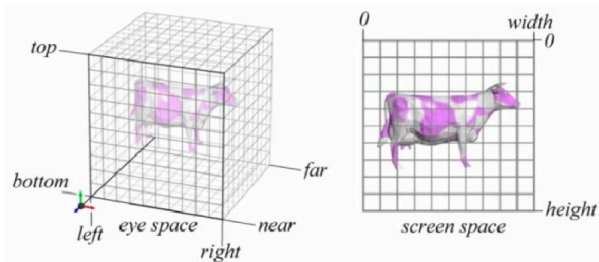 top
bottom
left
eye space
right
near
far
0
width
0
height
screen space